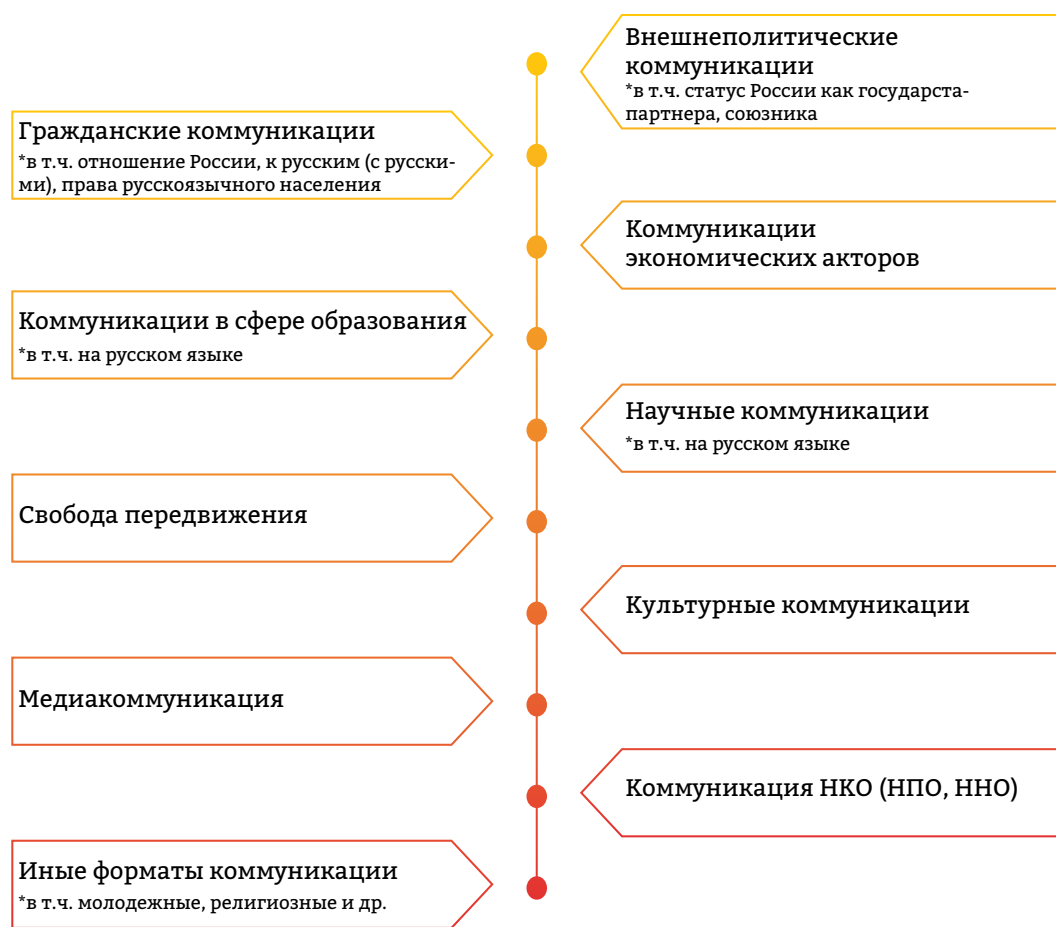 Внешнеполитические
коммуникации
*в т.ч. статус России как государста-
партнера, союзника
Гражданские коммуникации
*в т.ч. отношение России, к русским (с русски-
ми), права русскоязычного населения
Коммуникации
экономических акторов
Коммуникации в сфере образования
*в т.ч. на русском языке
Научные коммуникации
*в т.ч. на русском языке
Свобода передвижения
Культурные коммуникации
Медиакоммуникация
Коммуникация НКО (НПО, ННО)
Иные форматы коммуникации
*в т.ч. молодежные, религиозные и др.